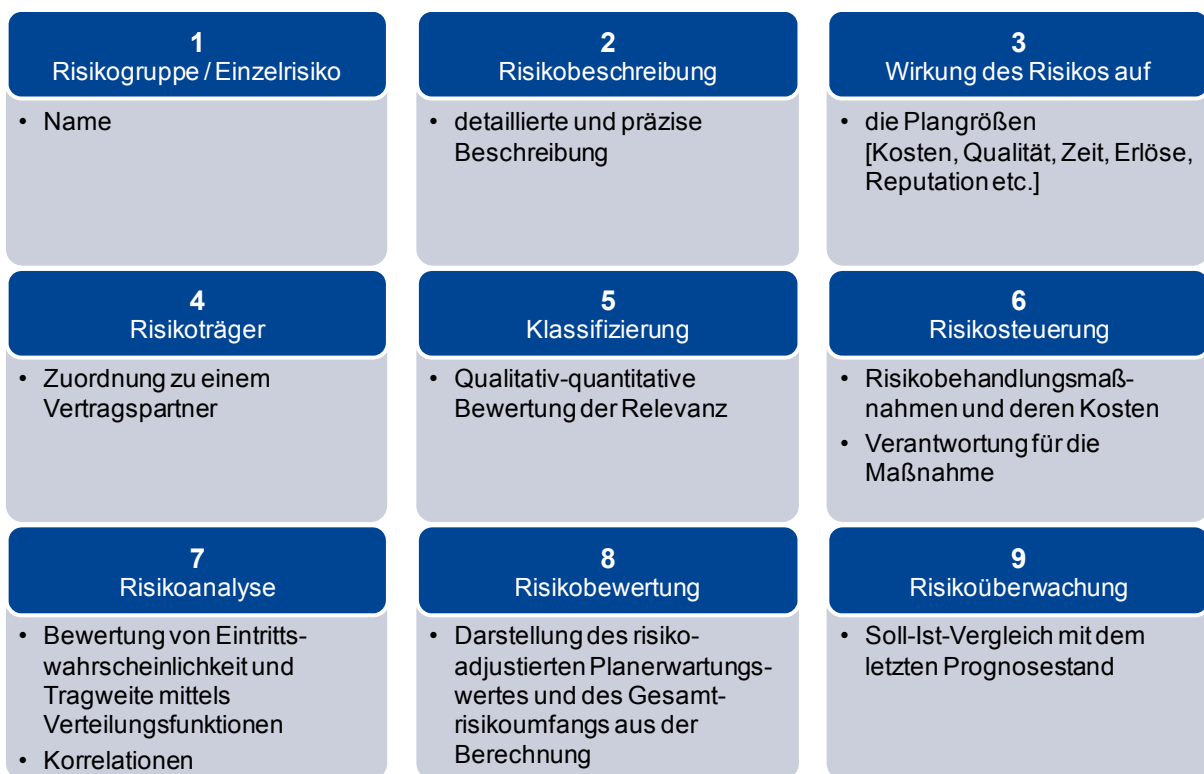 1
Risikogruppe / Einzelrisiko
• Name
2
Risikobeschreibung
• detaillierte und präzise
Beschreibung
3
Wirkung des Risikos auf
• die Plangrößen
[Kosten, Qualität, Zeit, Erlöse,
Reputation etc.]
4
Risikoträger
• Zuordnung zu einem
Vertragspartner
5
Klassifizierung
• Qualitativ-quantitative
Bewertung der Relevanz
6
Risikosteuerung
• Risikobehandlungsmaß-
nahmen und deren Kosten
• Verantwortung für die
Maßnahme
7
Risikoanalyse
• Bewertung von Eintritts-
wahrscheinlichkeit und
Tragweite mittels
Verteilungsfunktionen
• Korrelationen
8
Risikobewertung
• Darstellung des risiko-
adjustierten Planerwartungs-
wertes und des Gesamt-
risikoumfangs aus der
Berechnung
9
Risikoüberwachung
• Soll-Ist-Vergleich mit dem
letzten Prognosestand